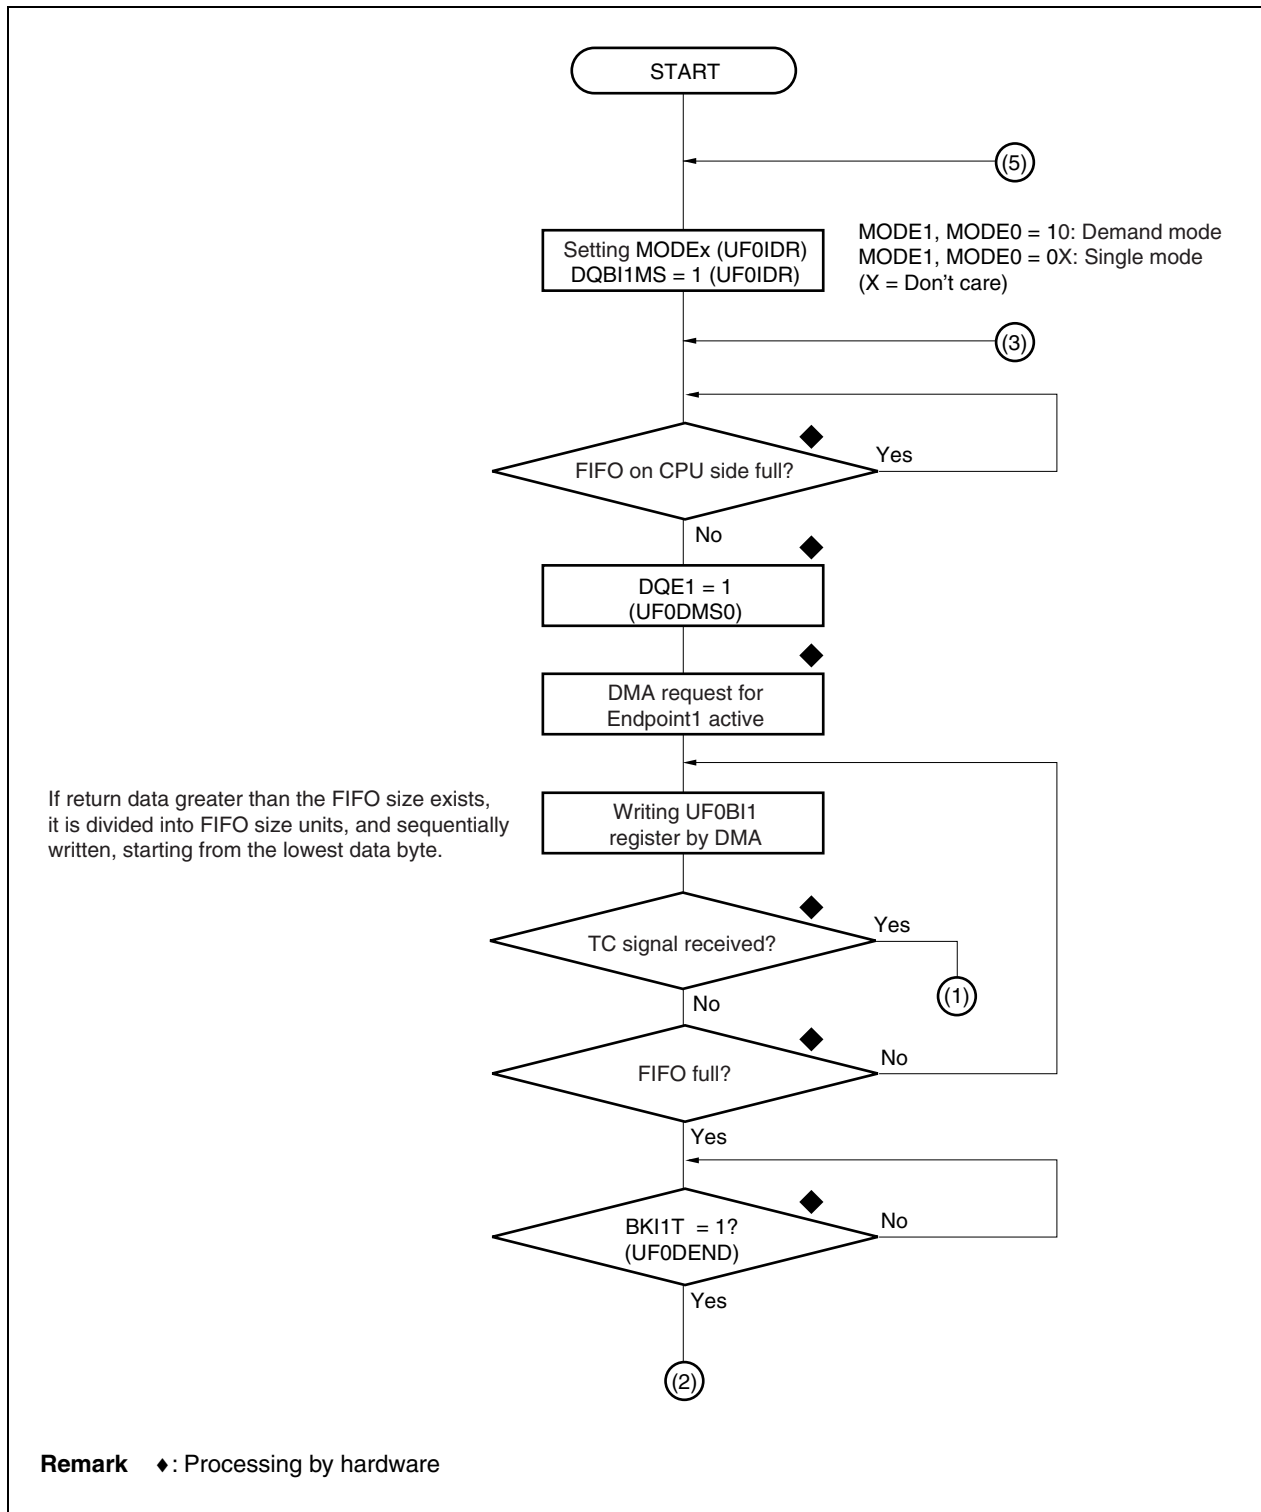 START
(5)
Setting MODEx (UF0IDR)
DQBI1MS = 1 (UF0IDR)
MODE1, MODE0 = 10: Demand mode
MODE1, MODE0 = 0X: Single mode
(X = Don't care)
(3)
FIFO on CPU side full?
Yes
No
DQE1 = 1
(UF0DMS0)
DMA request for
Endpoint1 active
If return data greater than the FIFO size exists,
it is divided into FIFO size units, and sequentially
written, starting from the lowest data byte.
Writing UF0BI1
register by DMA
TC signal received?
Yes
(1)
No
FIFO full?
No
Yes
BKI1T = 1?
(UF0DEND)
No
Yes
(2)
Remark ♦: Processing by hardware